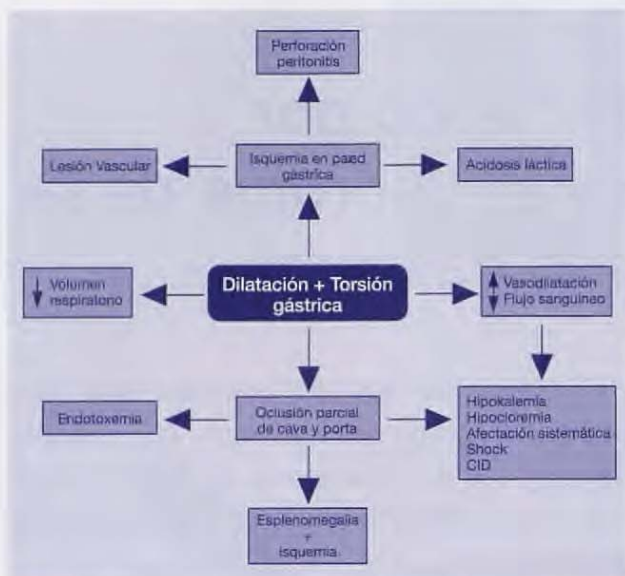 Perforación
peritonitis
Lesión Vascular
Isquemia en pared
gástrica
Acidosis láctica
↓ Volumen
respiratorio
Dilatación + Torsión
gástrica
↑ Vasodilatación
↓ Flujo sanguíneo
Endotoxemia
Oclusión parcial
de cava y porta
Hipokalemia
Hipocloremia
Afectación sistemática
Shock
CID
Esplenomegalia
+
isquemia